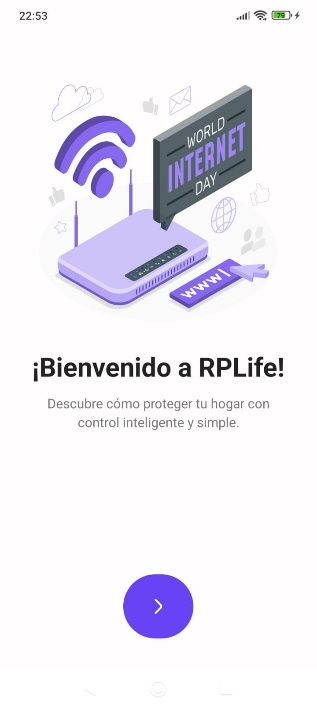 22:53
79
WORLD
INTERNET
DAY
www
¡Bienvenido a RPLife!
Descubre cómo proteger tu hogar con
control inteligente y simple.